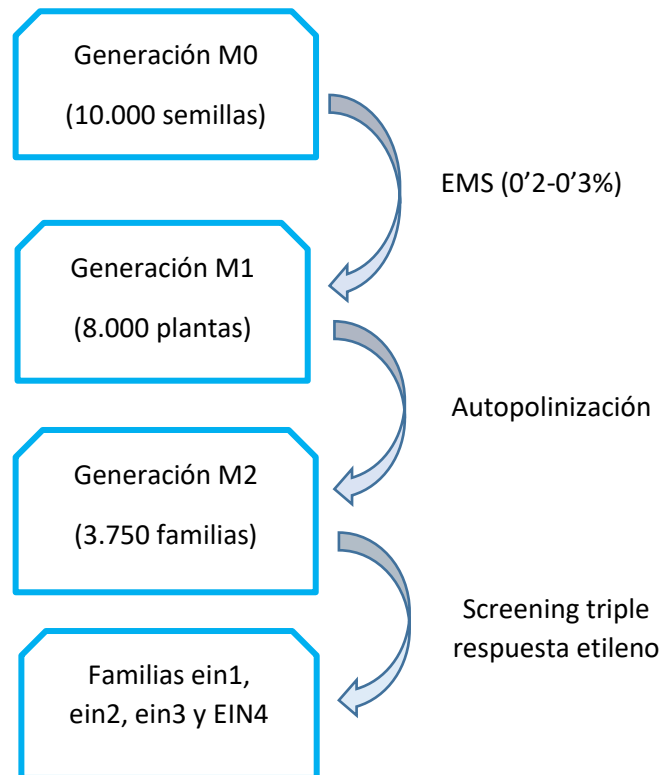 Generación M0
(10.000 semillas)
EMS (0’2-0’3%)
Generación M1
(8.000 plantas)
Autopolinización
Generación M2
(3.750 familias)
Screening triple
respuesta etileno
Familias ein1,
ein2, ein3 y EIN4